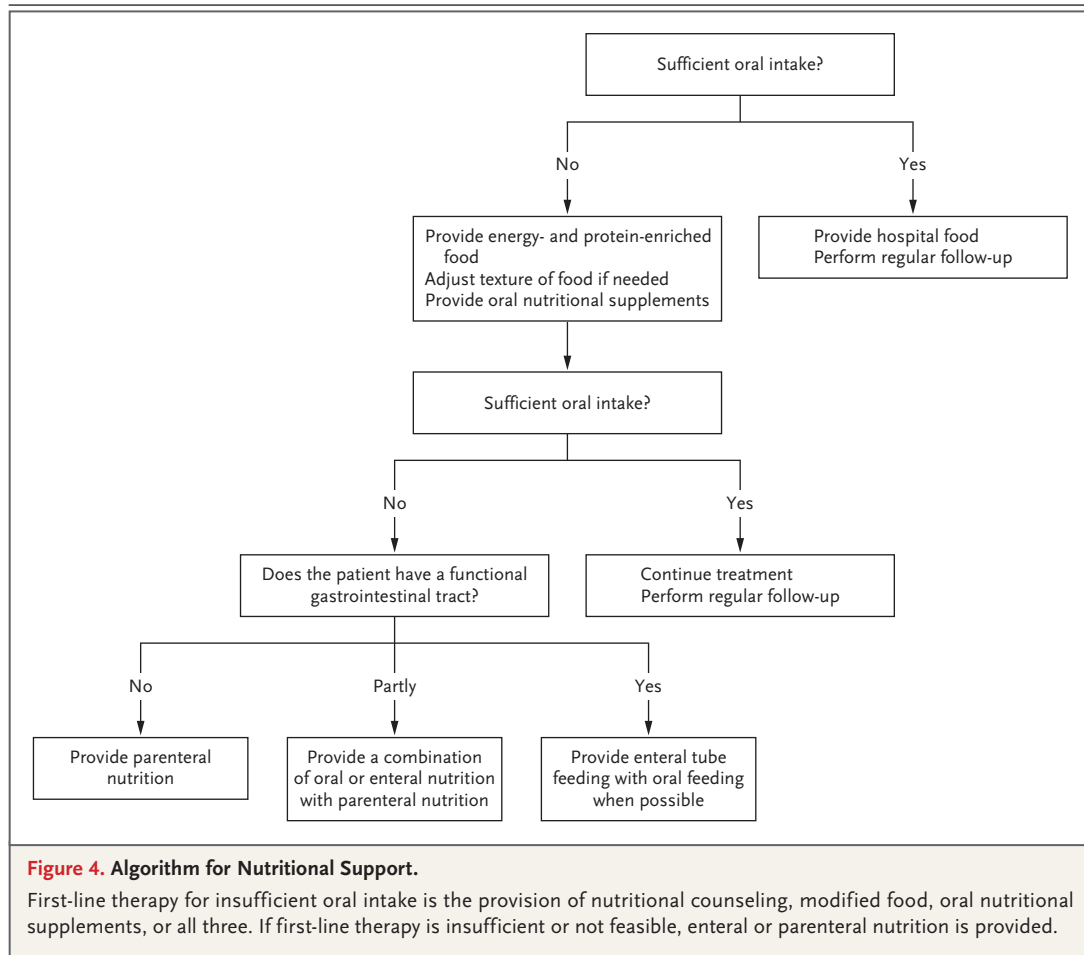 Sufficient oral intake?
No
Yes
Provide energy- and protein-enriched
food
Adjust texture of food if needed
Provide oral nutritional supplements
Provide hospital food
Perform regular follow-up
Sufficient oral intake?
No
Yes
Does the patient have a functional
gastrointestinal tract?
Continue treatment
Perform regular follow-up
No
Partly
Yes
Provide parenteral
nutrition
Provide a combination
of oral or enteral nutrition
with parenteral nutrition
Provide enteral tube
feeding with oral feeding
when possible
Figure 4. Algorithm for Nutritional Support.
First-line therapy for insufficient oral intake is the provision of nutritional counseling, modified food, oral nutritional
supplements, or all three. If first-line therapy is insufficient or not feasible, enteral or parenteral nutrition is provided.